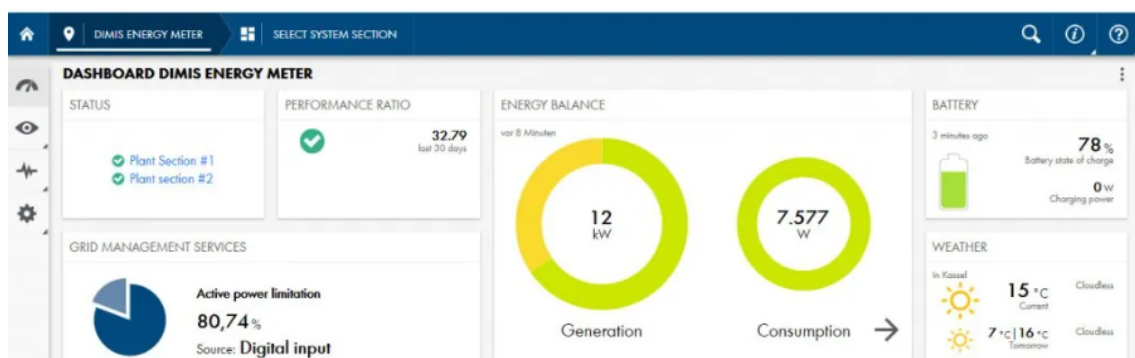 DIMIS ENERGY METER
SELECT SYSTEM SECTION
DASHBOARD DIMIS ENERGY METER
STATUS
Plant Section #1
Plant section #2
PERFORMANCE RATIO
32.79
last 30 days
ENERGY BALANCE
vor 8 Minuten
12
kW
Generation
7.577
W
Consumption
BATTERY
3 minutes ago
78 %
Battery state of charge
0 W
Charging power
GRID MANAGEMENT SERVICES
Active power limitation
80,74 %
Source: Digital input
WEATHER
In Kassel
15 °C
Current
Cloudless
7 °C | 16 °C
Tomorrow
Cloudless